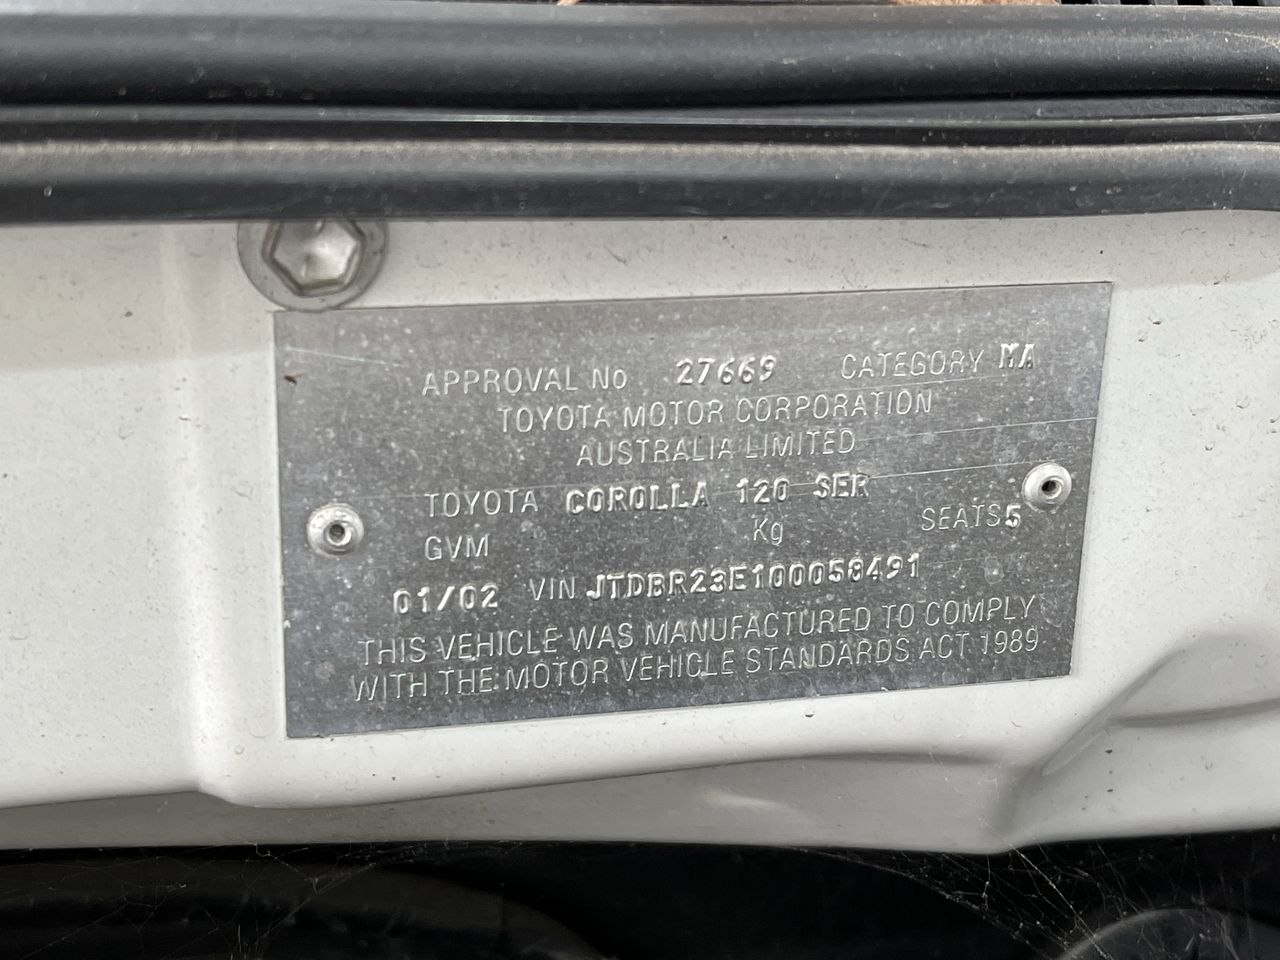 APPROVAL No 27669 CATEGORY MA
TOYOTA MOTOR CORPORATION
AUSTRALIA LIMITED
TOYOTA COROLLA 120 SER
GVM Kg SEATS 5
01/02 VIN JTDBR23E100058491
THIS VEHICLE WAS MANUFACTURED TO COMPLY
WITH THE MOTOR VEHICLE STANDARDS ACT 1989